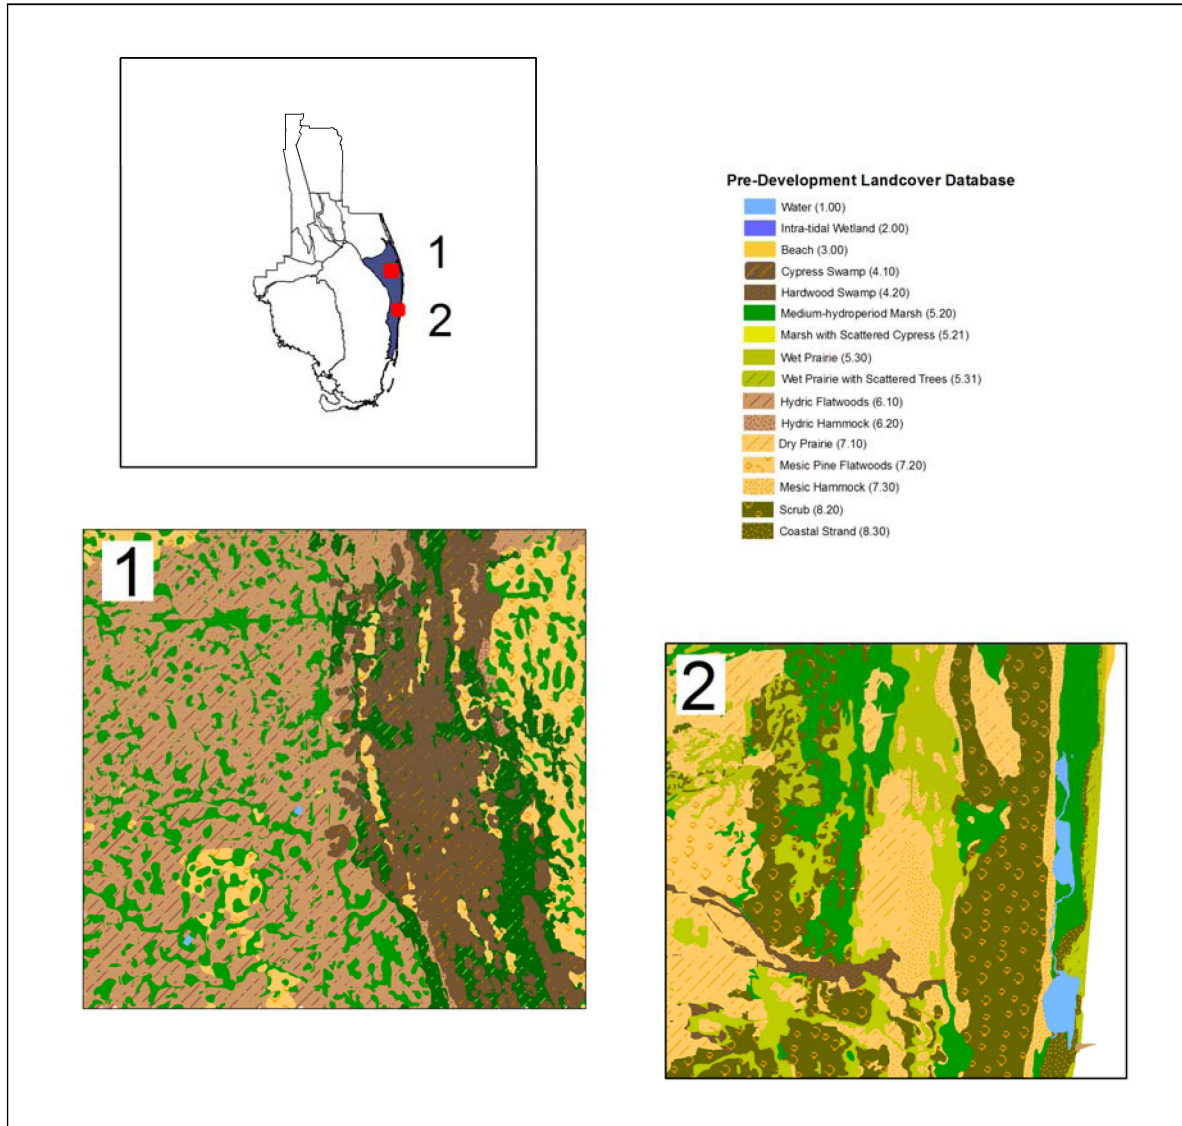 1
2
Pre-Development Landcover Database
Water (1.00)
Intra-tidal Wetland (2.00)
Beach (3.00)
Cypress Swamp (4.10)
Hardwood Swamp (4.20)
Medium-hydroperiod Marsh (5.20)
Marsh with Scattered Cypress (5.21)
Wet Prairie (5.30)
Wet Prairie with Scattered Trees (5.31)
Hydric Flatwoods (6.10)
Hydric Hammock (6.20)
Dry Prairie (7.10)
Mesic Pine Flatwoods (7.20)
Mesic Hammock (7.30)
Scrub (8.20)
Coastal Strand (8.30)
1
2